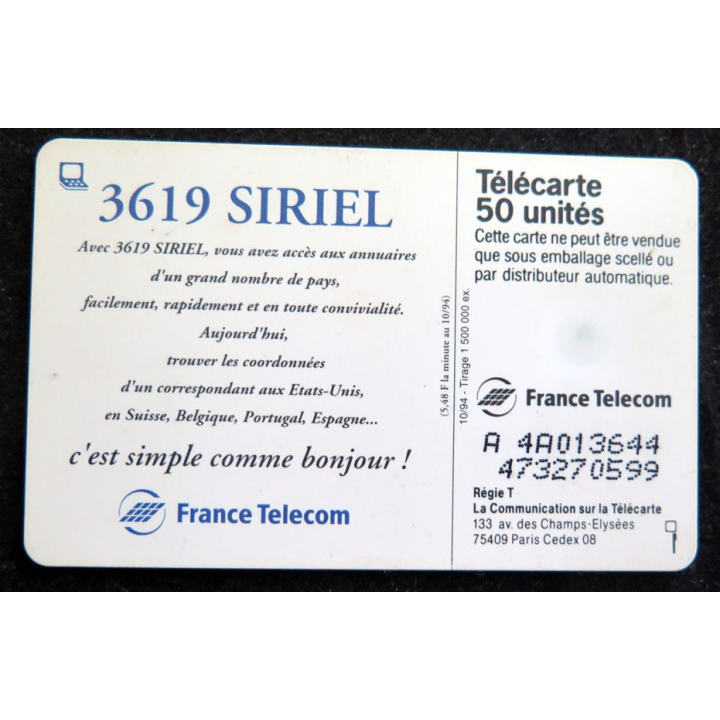 3619 SIRIEL
Avec 3619 SIRIEL, vous avez accès aux annuaires
d'un grand nombre de pays,
facilement, rapidement et en toute convivialité.
Aujourd'hui,
trouver les coordonnées
d'un correspondant aux Etats-Unis,
en Suisse, Belgique, Portugal, Espagne...
c'est simple comme bonjour !
France Telecom
(5,48 F la minute au 10/94)
10/94 - Tirage 1 500 000 ex.
Télécarte
50 unités
Cette carte ne peut être vendue
que sous emballage scellé ou
par distributeur automatique.
France Telecom
A 4A013644
473270599
Régie T
La Communication sur la Télécarte
133 av. des Champs-Elysées
75409 Paris Cedex 08